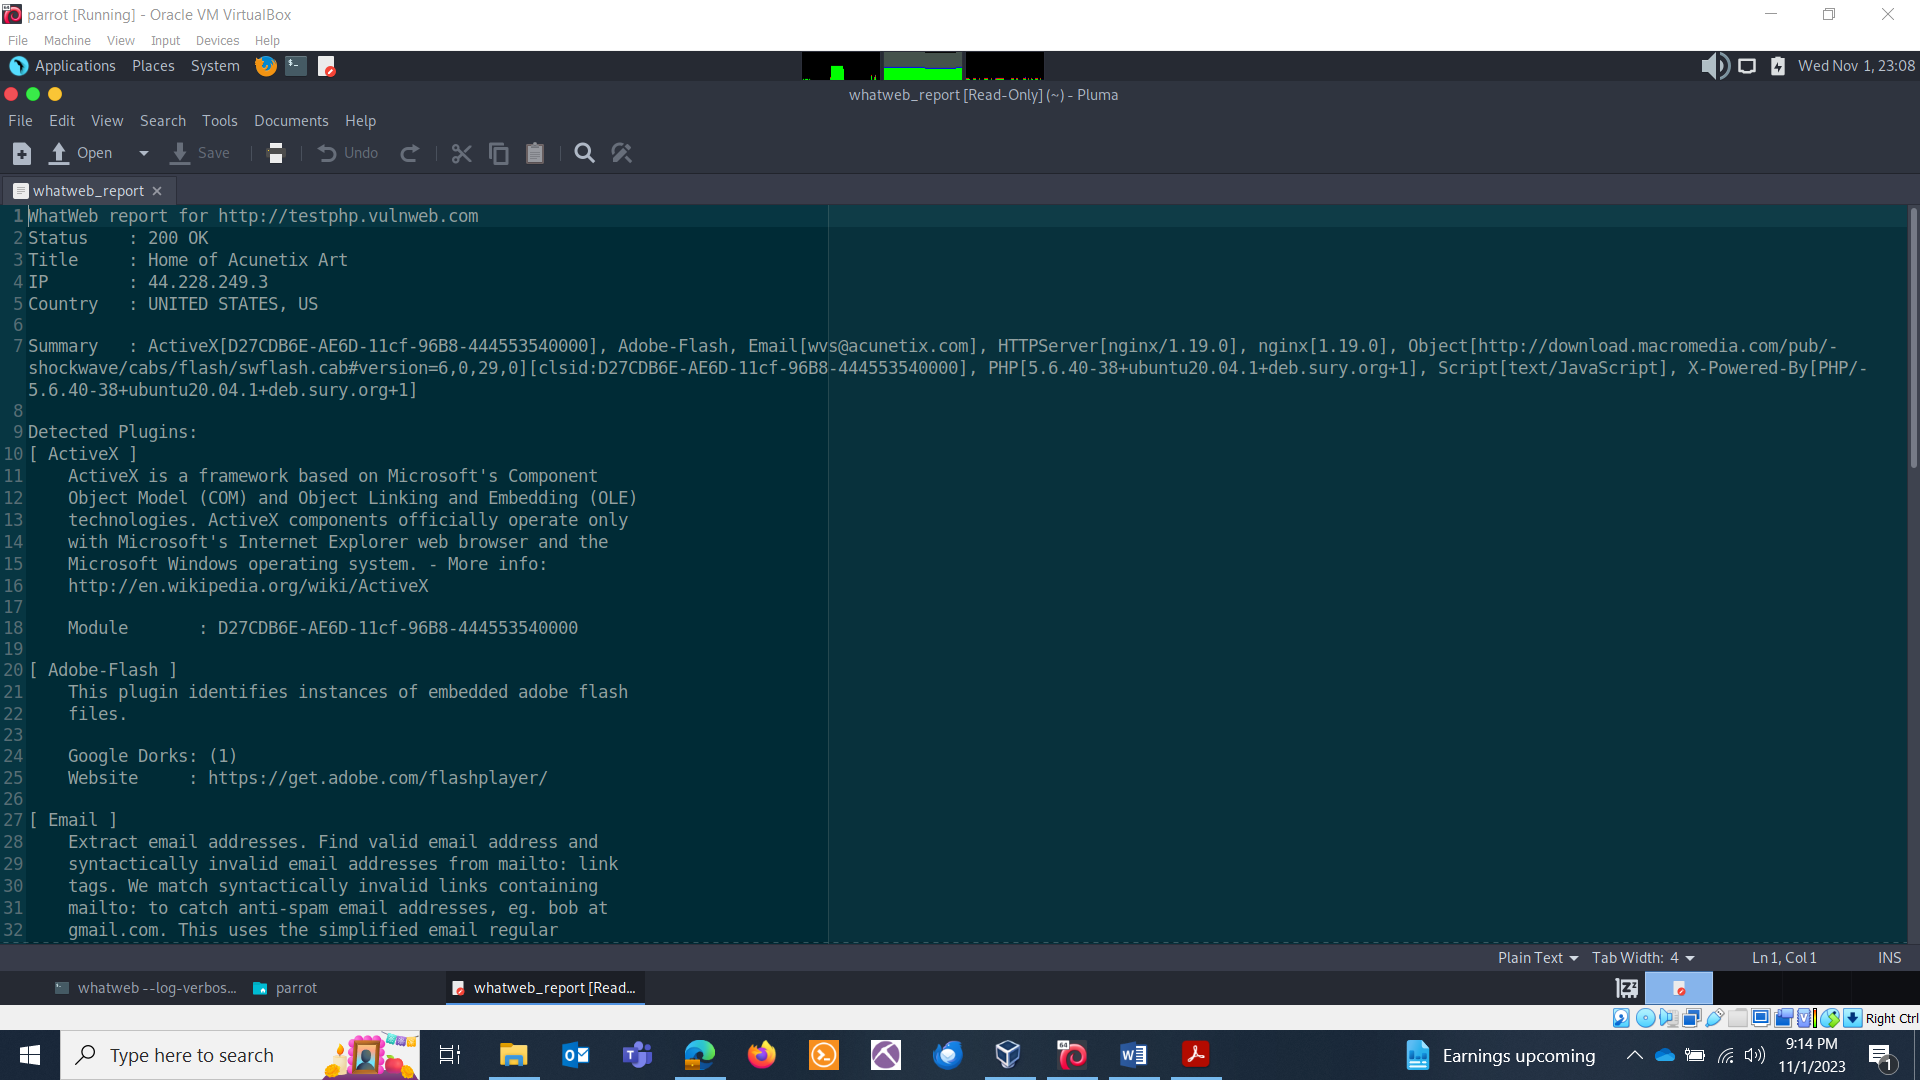 parrot [Running] - Oracle VM VirtualBox
File Machine View Input Devices Help
Applications Places System
Wed Nov 1, 23:08
whatweb_report [Read-Only] (~) - Pluma
File Edit View Search Tools Documents Help
Open Save Undo
whatweb_report
1 WhatWeb report for http://testphp.vulnweb.com
2 Status : 200 OK
3 Title : Home of Acunetix Art
4 IP : 44.228.249.3
5 Country : UNITED STATES, US
6
7 Summary : ActiveX[D27CDB6E-AE6D-11cf-96B8-444553540000], Adobe-Flash, Email[wvs@acunetix.com], HTTPServer[nginx/1.19.0], nginx[1.19.0], Object[http://download.macromedia.com/pub/-
shockwave/cabs/flash/swflash.cab#version=6,0,29,0][clsid:D27CDB6E-AE6D-11cf-96B8-444553540000], PHP[5.6.40-38+ubuntu20.04.1+deb.sury.org+1], Script[text/JavaScript], X-Powered-By[PHP/-
5.6.40-38+ubuntu20.04.1+deb.sury.org+1]
8
9 Detected Plugins:
10 [ ActiveX ]
11 ActiveX is a framework based on Microsoft's Component
12 Object Model (COM) and Object Linking and Embedding (OLE)
13 technologies. ActiveX components officially operate only
14 with Microsoft's Internet Explorer web browser and the
15 Microsoft Windows operating system. - More info:
16 http://en.wikipedia.org/wiki/ActiveX
17
18 Module : D27CDB6E-AE6D-11cf-96B8-444553540000
19
20 [ Adobe-Flash ]
21 This plugin identifies instances of embedded adobe flash
22 files.
23
24 Google Dorks: (1)
25 Website : https://get.adobe.com/flashplayer/
26
27 [ Email ]
28 Extract email addresses. Find valid email address and
29 syntactically invalid email addresses from mailto: link
30 tags. We match syntactically invalid links containing
31 mailto: to catch anti-spam email addresses, eg. bob at
32 gmail.com. This uses the simplified email regular
Plain Text Tab Width: 4 Ln 1, Col 1 INS
whatweb --log-verbos... parrot whatweb_report [Read...
Right Ctrl
Type here to search
Earnings upcoming
9:14 PM
11/1/2023
1